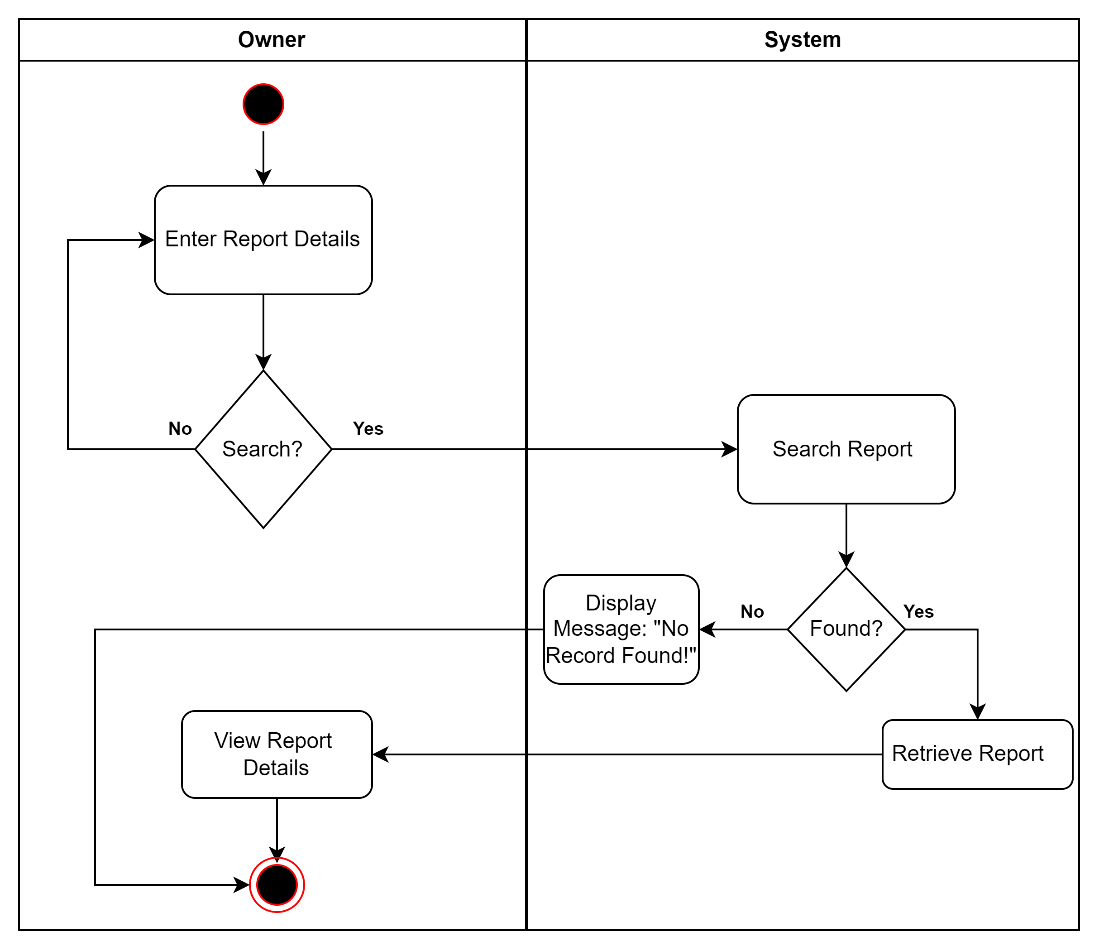 Owner
System
Enter Report Details
No
Yes
Search?
Search Report
Display
Message: "No
Record Found!"
No
Found?
Yes
View Report
Details
Retrieve Report